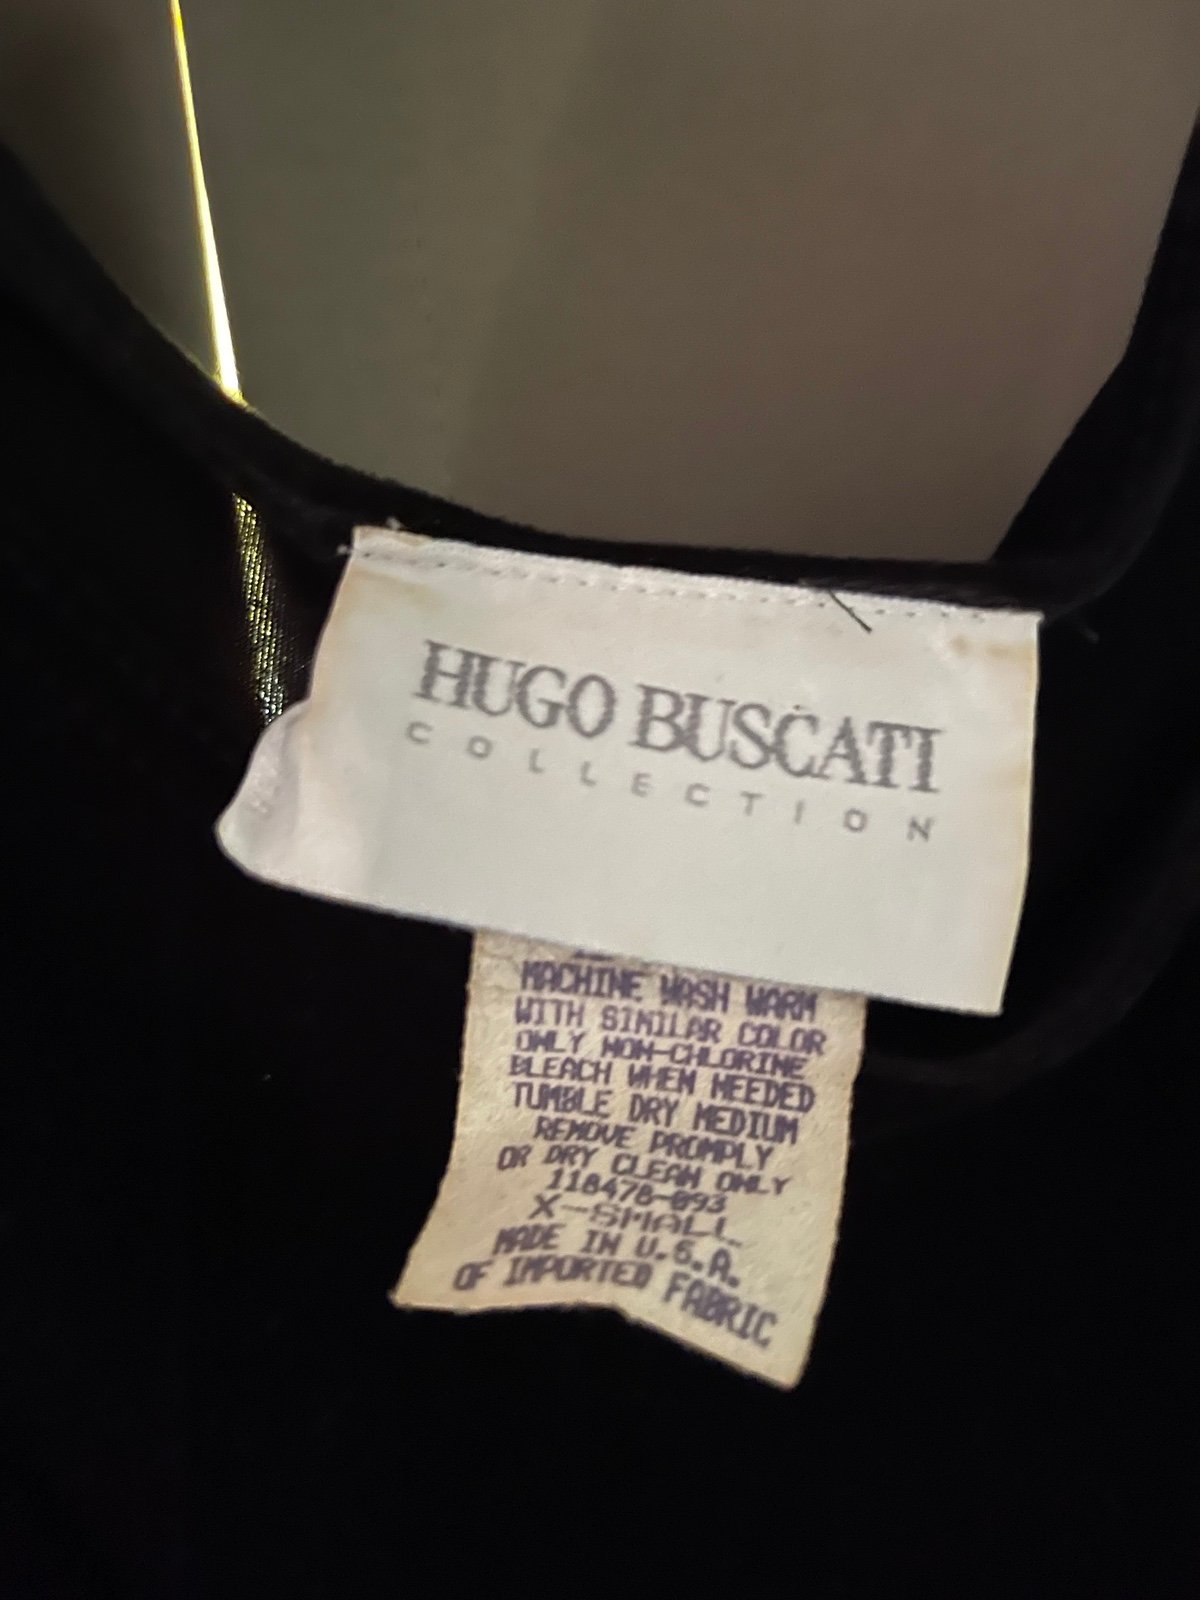 HUGO BUSCATI
COLLECTION
MACHINE WASH WARM
WITH SIMILAR COLOR
ONLY NON-CHLORINE
BLEACH WHEN NEEDED
TUMBLE DRY MEDIUM
REMOVE PROMPLY
OR DRY CLEAN ONLY
118478-093
X-SMALL
MADE IN U.S.A.
OF IMPORTED FABRIC